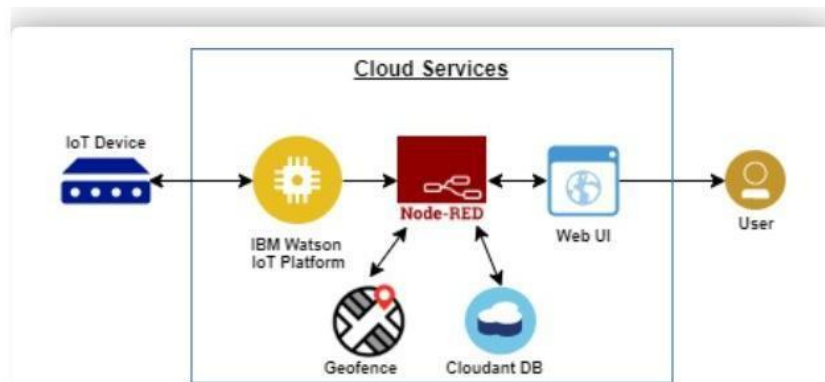 Cloud Services
IoT Device
Node-RED
IBM Watson
IoT Platform
Web UI
User
Geofence
Cloudant DB